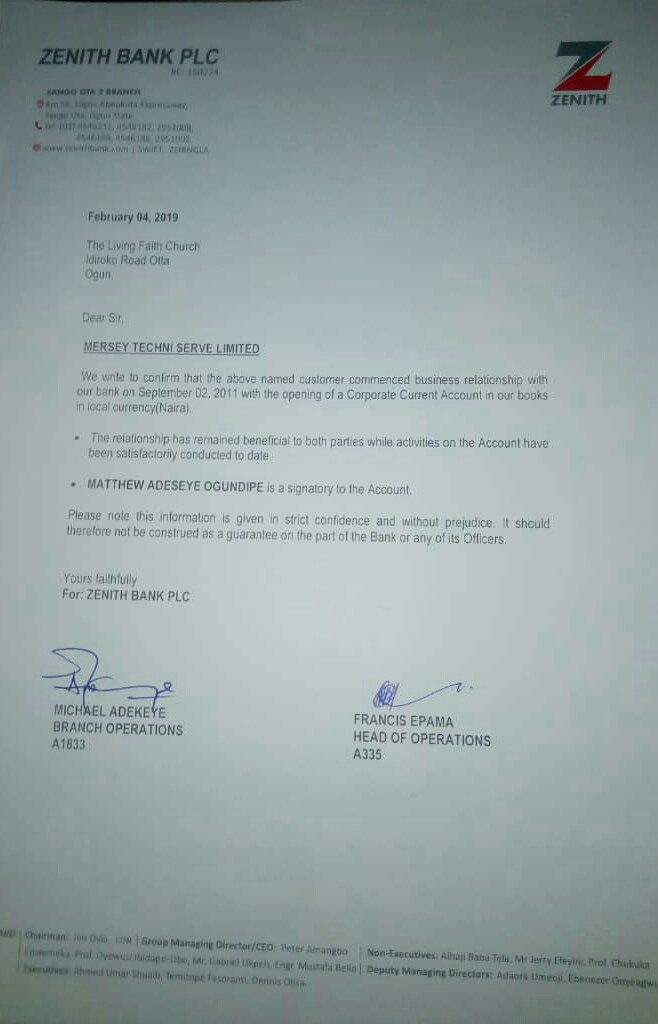 ZENITH BANK PLC
RC. 150224
SANGO OTA 2 BRANCH
Km 50, Lagos-Abeokuta Expressway,
Sango Ota, Ogun State
Tel: (01) 4546212, 4546182, 2951008,
4546189, 4546186, 2951002
www.zenithbank.com | SWIFT: ZEIBNGLA
ZENITH
February 04, 2019
The Living Faith Church
Idiroko Road Otta
Ogun.
Dear Sir,
MERSEY TECHNI SERVE LIMITED
We write to confirm that the above named customer commenced business relationship with
our bank on September 02, 2011 with the opening of a Corporate Current Account in our books
in local currency(Naira).
• The relationship has remained beneficial to both parties while activities on the Account have
been satisfactorily conducted to date.
• MATTHEW ADESEYE OGUNDIPE is a signatory to the Account.
Please note this information is given in strict confidence and without prejudice. It should
therefore not be construed as a guarantee on the part of the Bank or any of its Officers.
Yours faithfully
For: ZENITH BANK PLC
MICHAEL ADEKEYE
BRANCH OPERATIONS
A1833
FRANCIS EPAMA
HEAD OF OPERATIONS
A335
Chairman: Jim Ovia, CON | Group Managing Director/CEO: Peter Amangbo | Non-Executives: Alhaji Baba Tela, Mr Jerry Efeyini, Prof. Chukuka
Enwemeka, Prof. Oyewusi Ibidapo-Obe, Mr. Gabriel Ukpeh, Engr. Mustafa Bello | Deputy Managing Directors: Adaora Umeoji, Ebenezer Onyeagwu
Executives: Ahmed Umar Shuaib, Temitope Fasoranti, Dennis Olisa